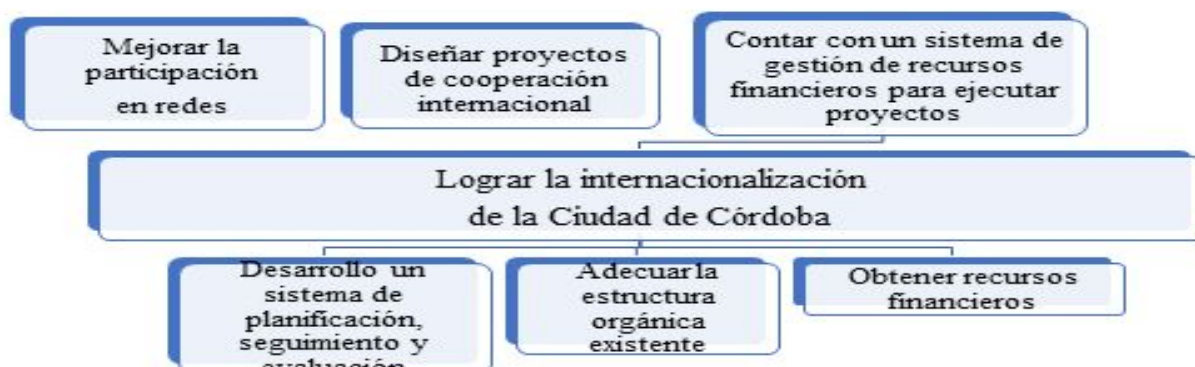 Mejorar la
participación
en redes
Diseñar proyectos
de cooperación
internacional
Contar con un sistema de
gestión de recursos
financieros para ejecutar
proyectos
Lograr la internacionalización
de la Ciudad de Córdoba
Desarrollo un
sistema de
planificación,
seguimiento y
evaluación
Adecuar la
estructura
orgánica
existente
Obtener recursos
financieros